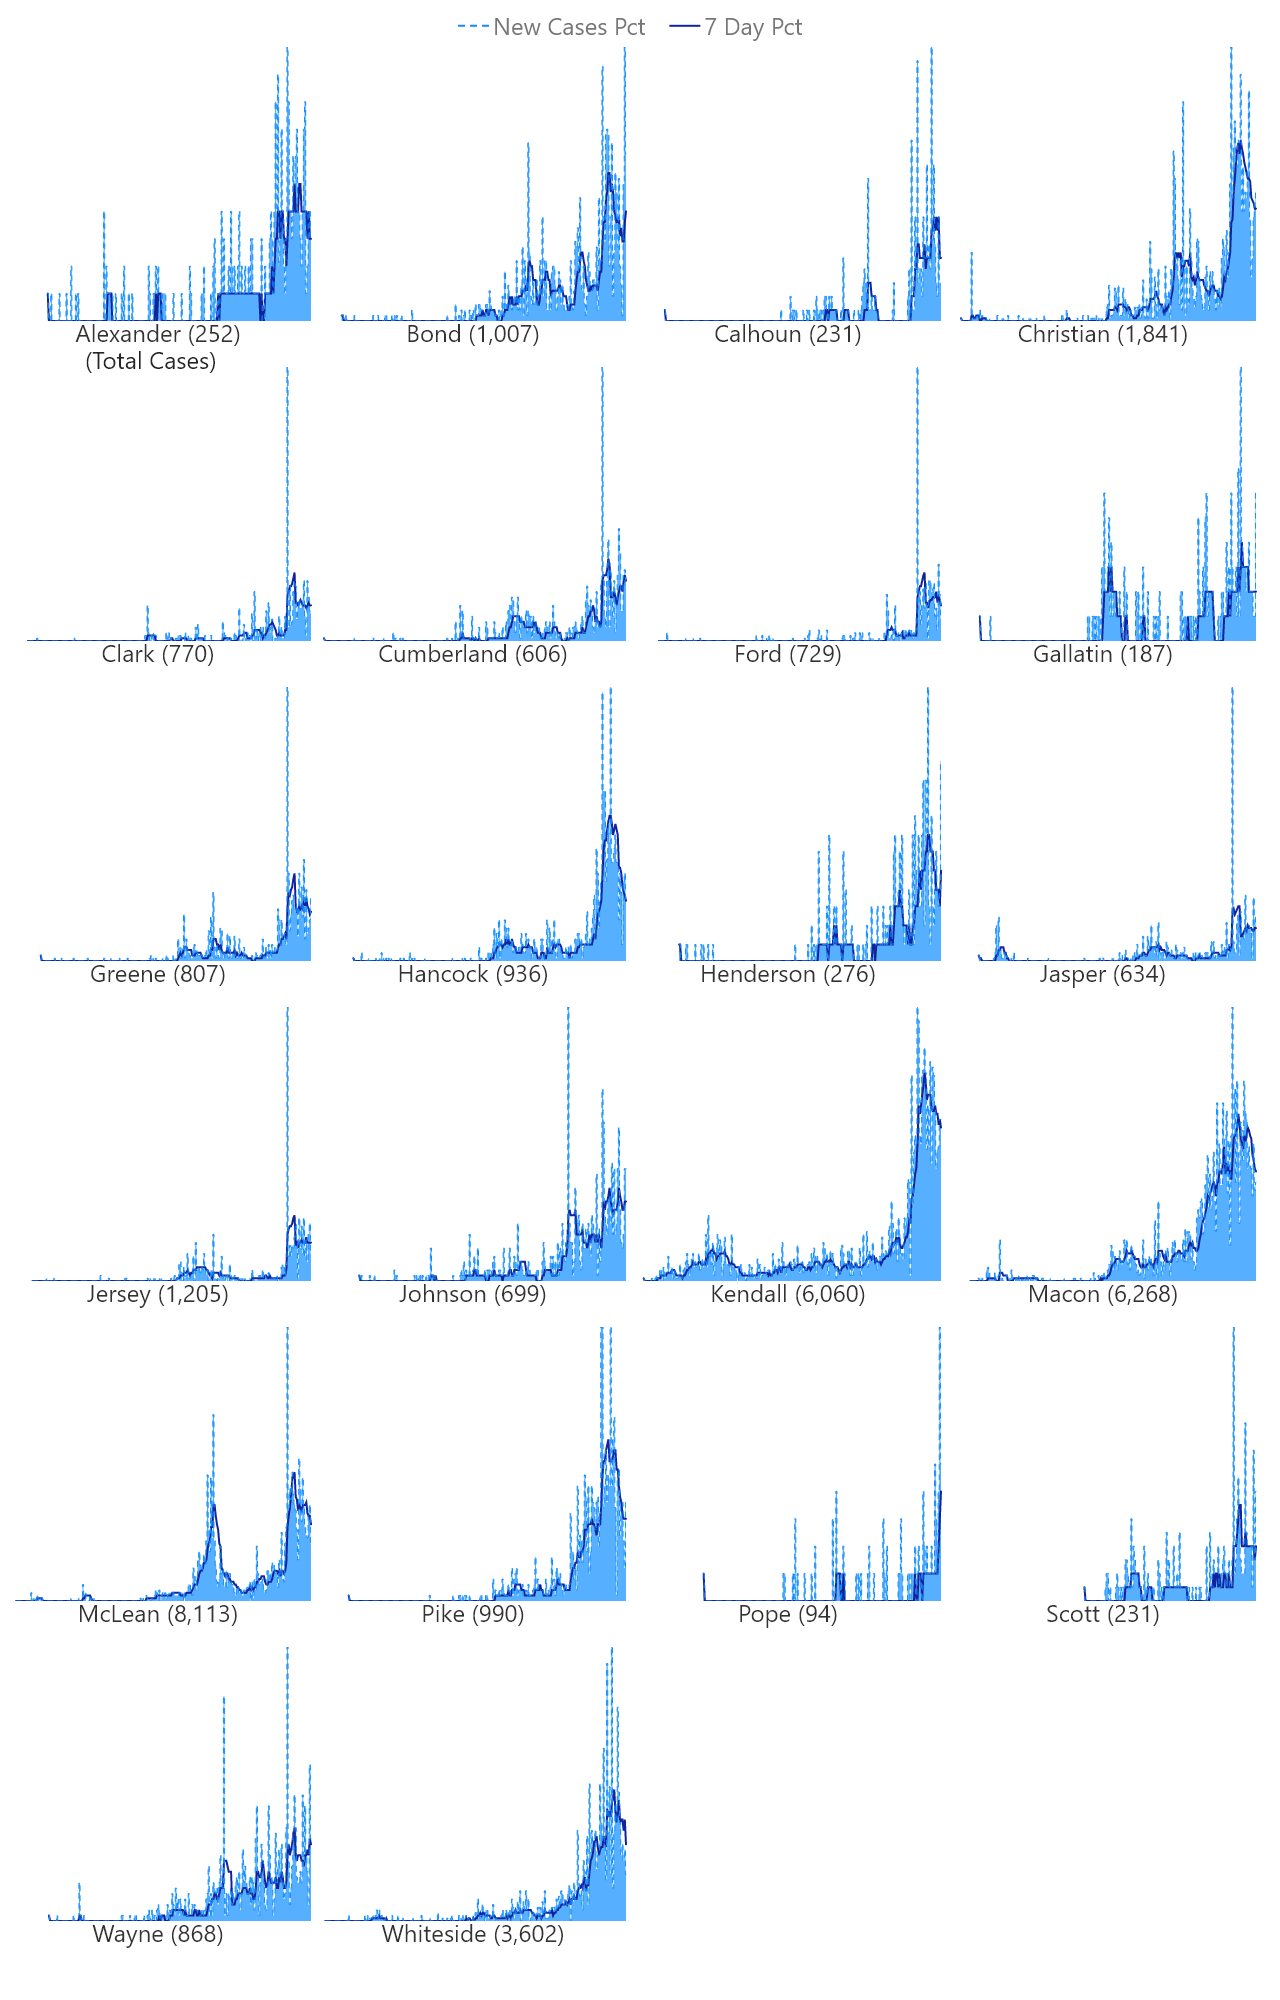 New Cases Pct 7 Day Pct
Alexander (252) Bond (1,007) Calhoun (231) Christian (1,841)
(Total Cases)
Clark (770) Cumberland (606) Ford (729) Gallatin (187)
Greene (807) Hancock (936) Henderson (276) Jasper (634)
Jersey (1,205) Johnson (699) Kendall (6,060) Macon (6,268)
McLean (8,113) Pike (990) Pope (94) Scott (231)
Wayne (868) Whiteside (3,602)